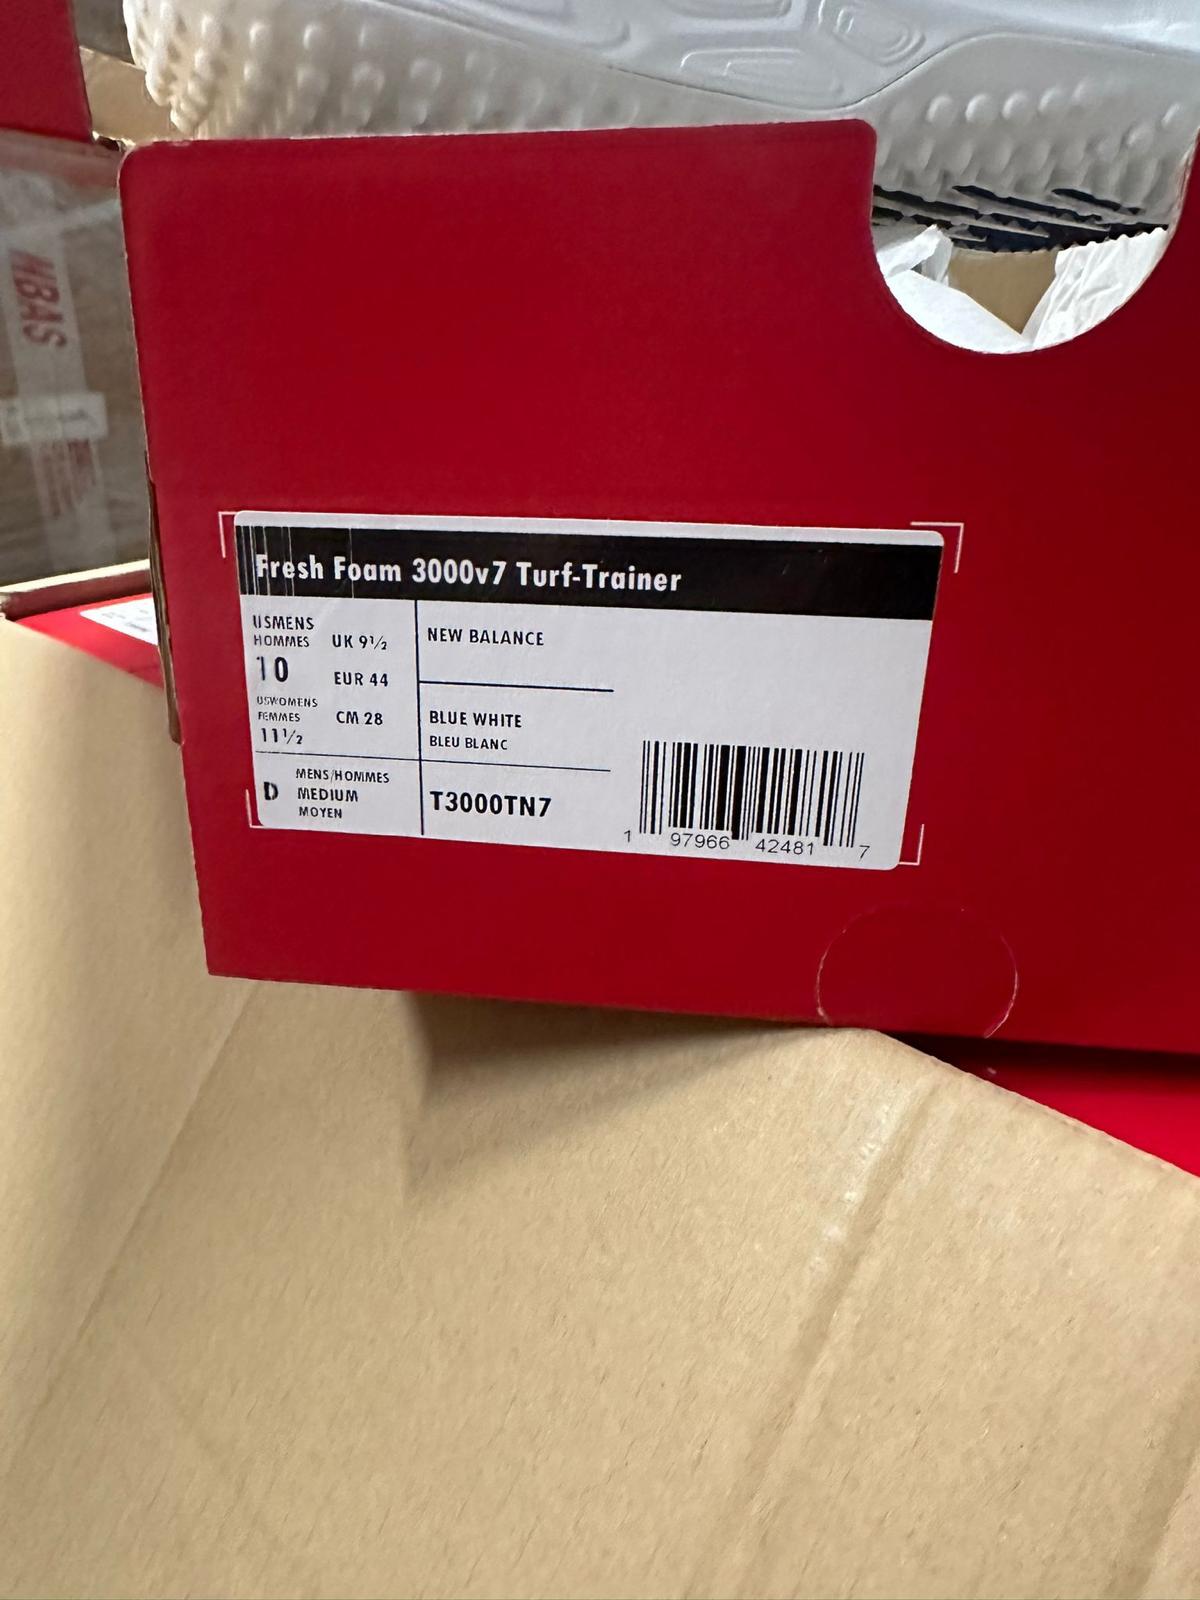 HBAS
Fresh Foam 3000v7 Turf-Trainer
USMENS
HOMMES
10
USWOMENS
FEMMES
11½
UK 9½
EUR 44
CM 28
NEW BALANCE
BLUE WHITE
BLEU BLANC
D
MENS/HOMMES
MEDIUM
MOYEN
T3000TN7
1 97966 42481 7